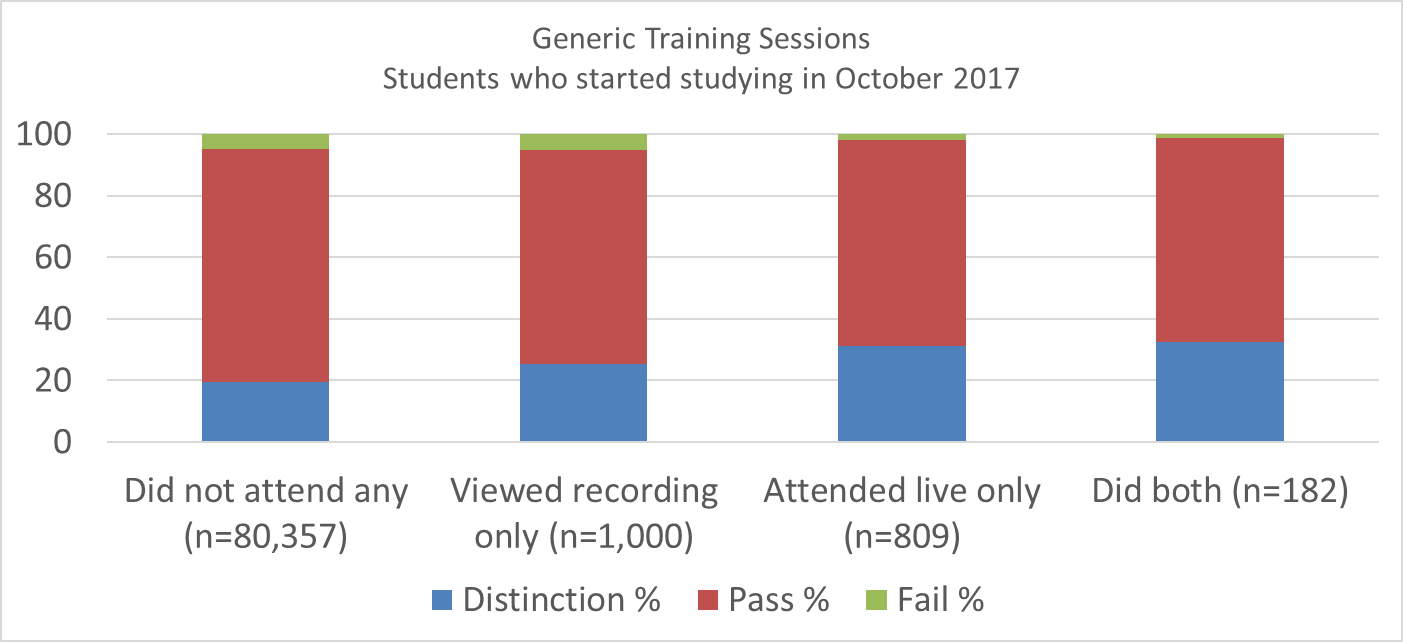 Generic Training Sessions
Students who started studying in October 2017
100
80
60
40
20
0
Did not attend any
(n=80,357)
Viewed recording
only (n=1,000)
Attended live only
(n=809)
Did both (n=182)
Distinction %
Pass %
Fail %